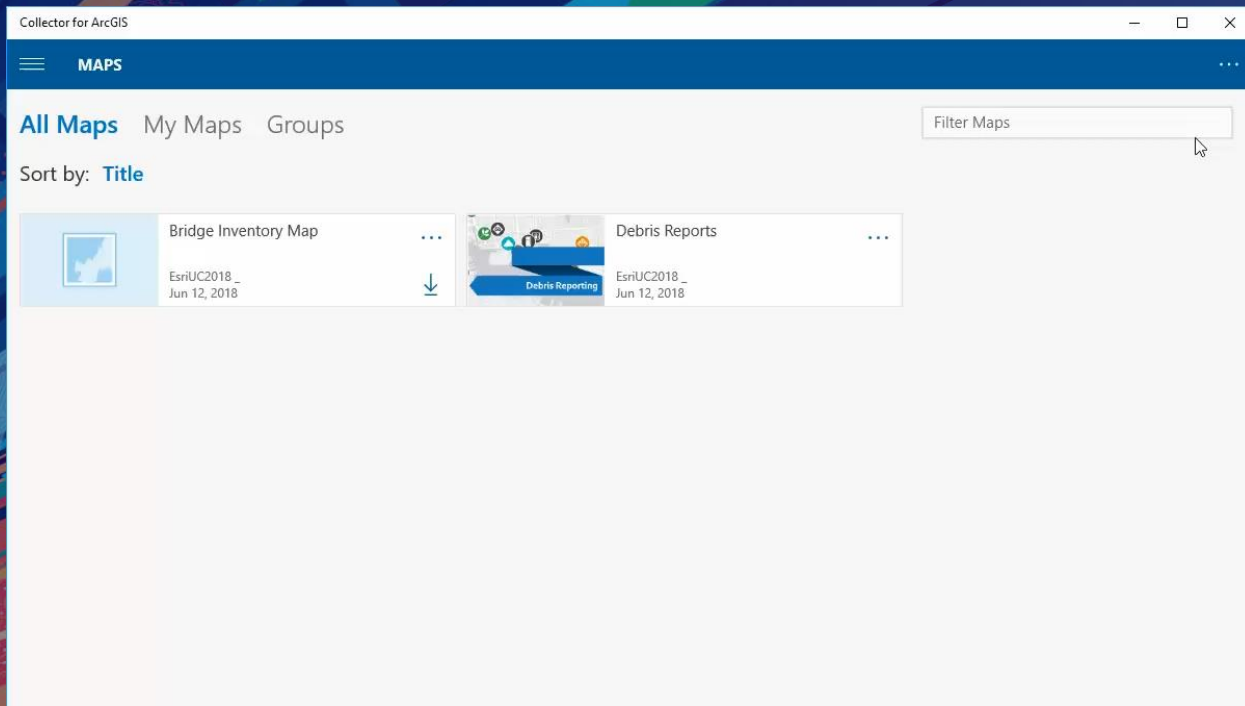 Collector for ArcGIS
MAPS
All Maps My Maps Groups
Filter Maps
Sort by: Title
Bridge Inventory Map
EsriUC2018 _
Jun 12, 2018
Debris Reporting
Debris Reports
EsriUC2018 _
Jun 12, 2018